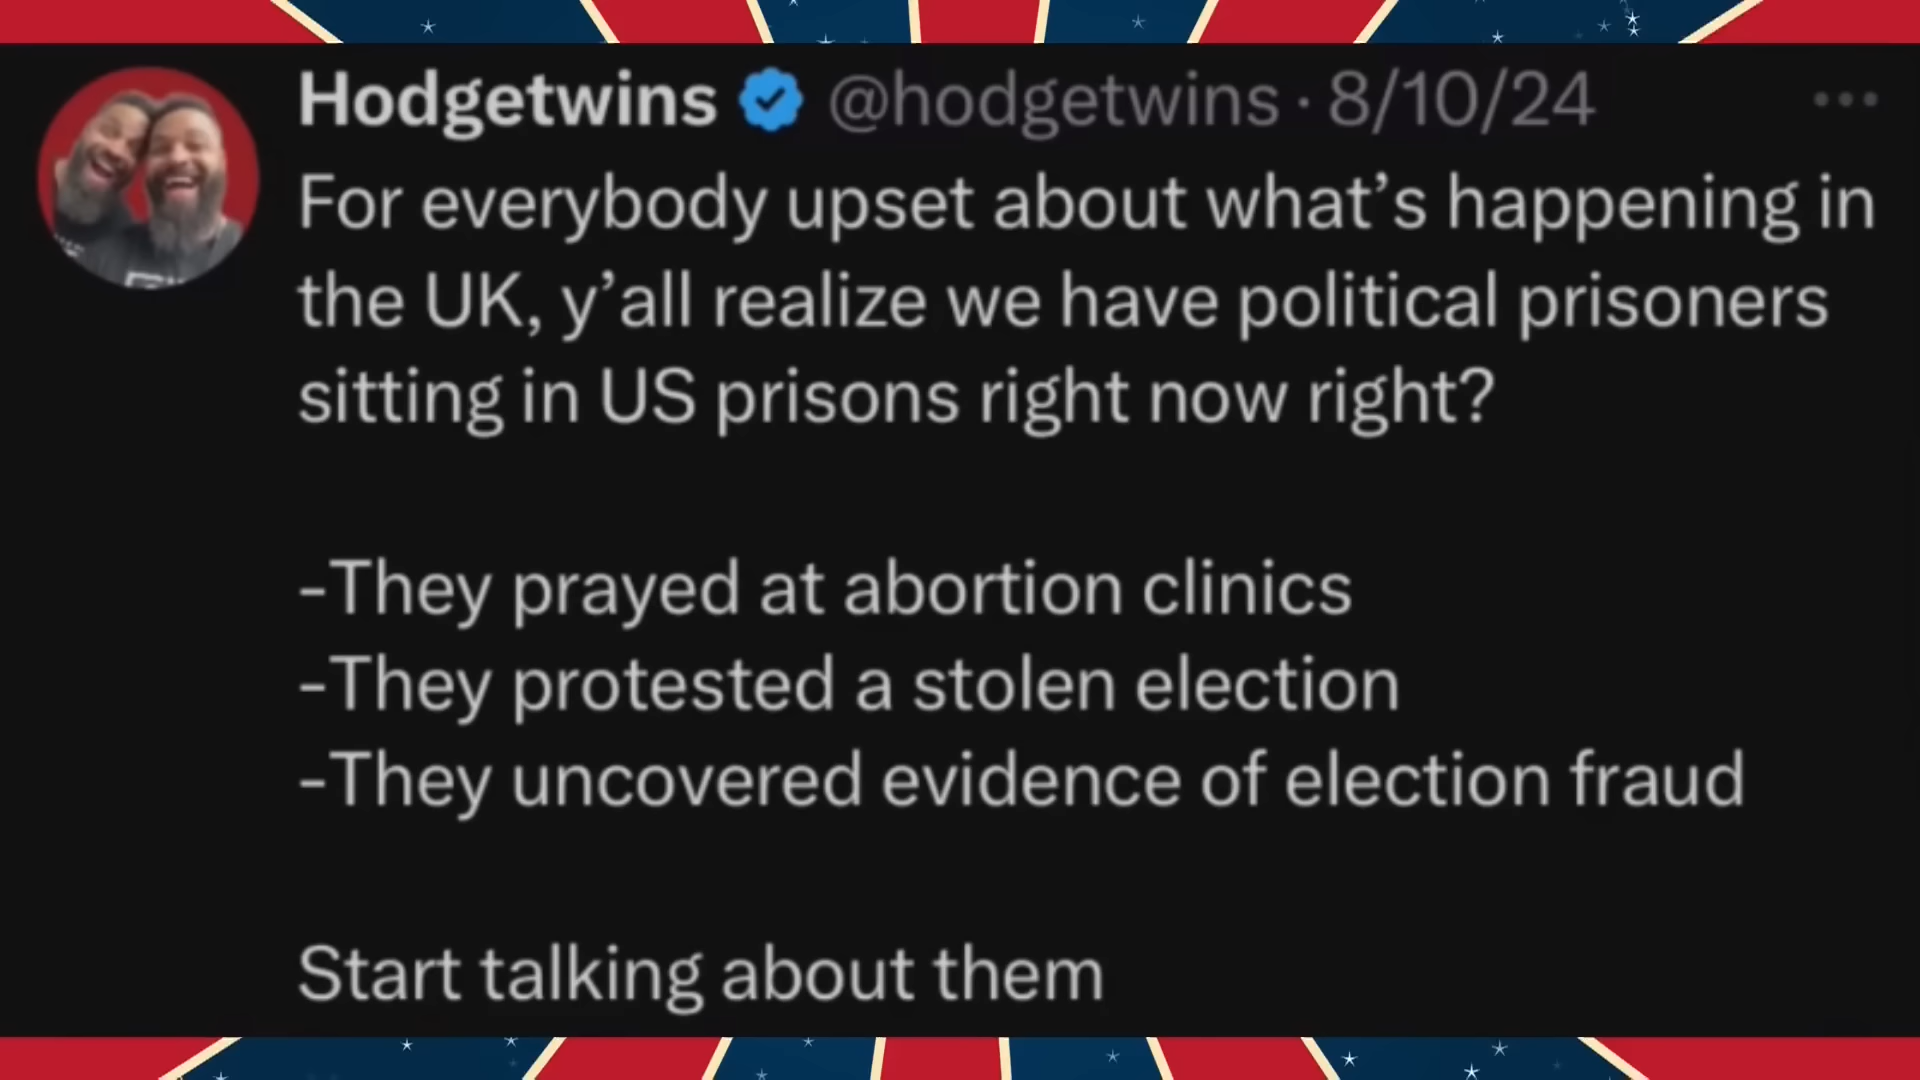 Hodgetwins @hodgetwins · 8/10/24
For everybody upset about what’s happening in
the UK, y’all realize we have political prisoners
sitting in US prisons right now right?
-They prayed at abortion clinics
-They protested a stolen election
-They uncovered evidence of election fraud
Start talking about them